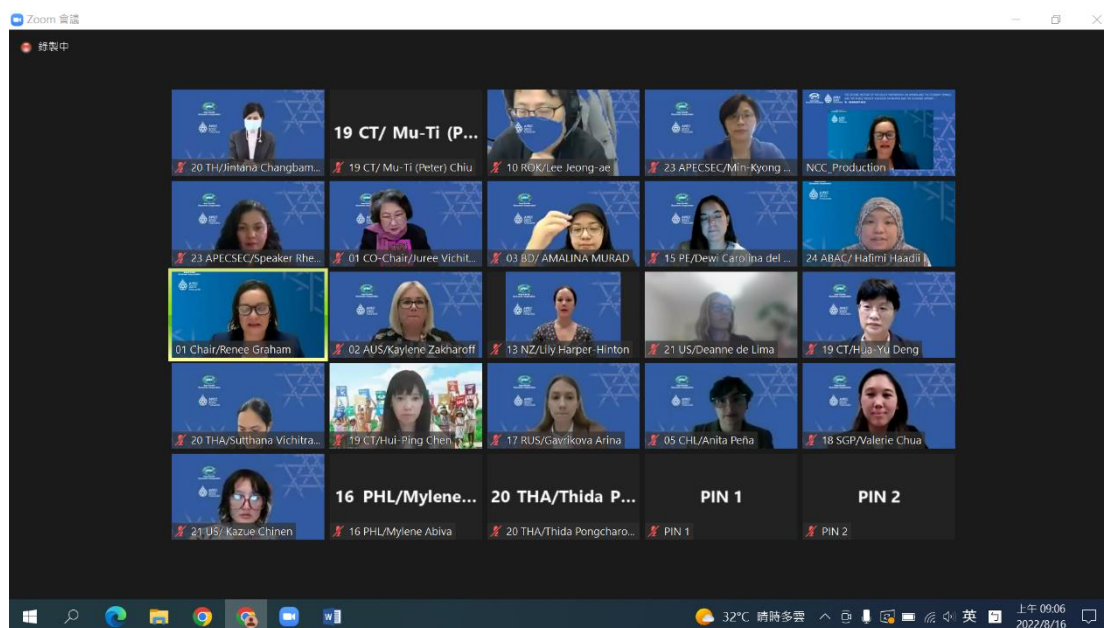 Zoom 會議
錄製中
20 TH/Jintana Changbam...
19 CT/ Mu-Ti (P...
19 CT/ Mu-Ti (Peter) Chiu
10 ROK/Lee Jeong-ae
23 APECSEC/Min-Kyong ...
NCC_Production
23 APECSEC/Speaker Rhe...
01 CO-Chair/Juree Vichit...
03 BD/ AMALINA MURAD
15 PE/Dewi Carolina del ...
24 ABAC/ Hafimi Haadii
01 Chair/Renee Graham
02 AUS/Kaylene Zakharoff
13 NZ/Lily Harper-Hinton
21 US/Deanne de Lima
19 CT/Hua-Yu Deng
20 THA/Sutthana Vichitra...
19 CT/Hui-Ping Chen
17 RUS/Gavrikova Arina
05 CHL/Anita Peña
18 SGP/Valerie Chua
21 US/ Kazue Chinen
16 PHL/Mylene...
16 PHL/Mylene Abiva
20 THA/Thida P...
20 THA/Thida Pongcharo...
PIN 1
PIN 1
PIN 2
PIN 2
32°C 晴時多雲
英
上午 09:06
2022/8/16